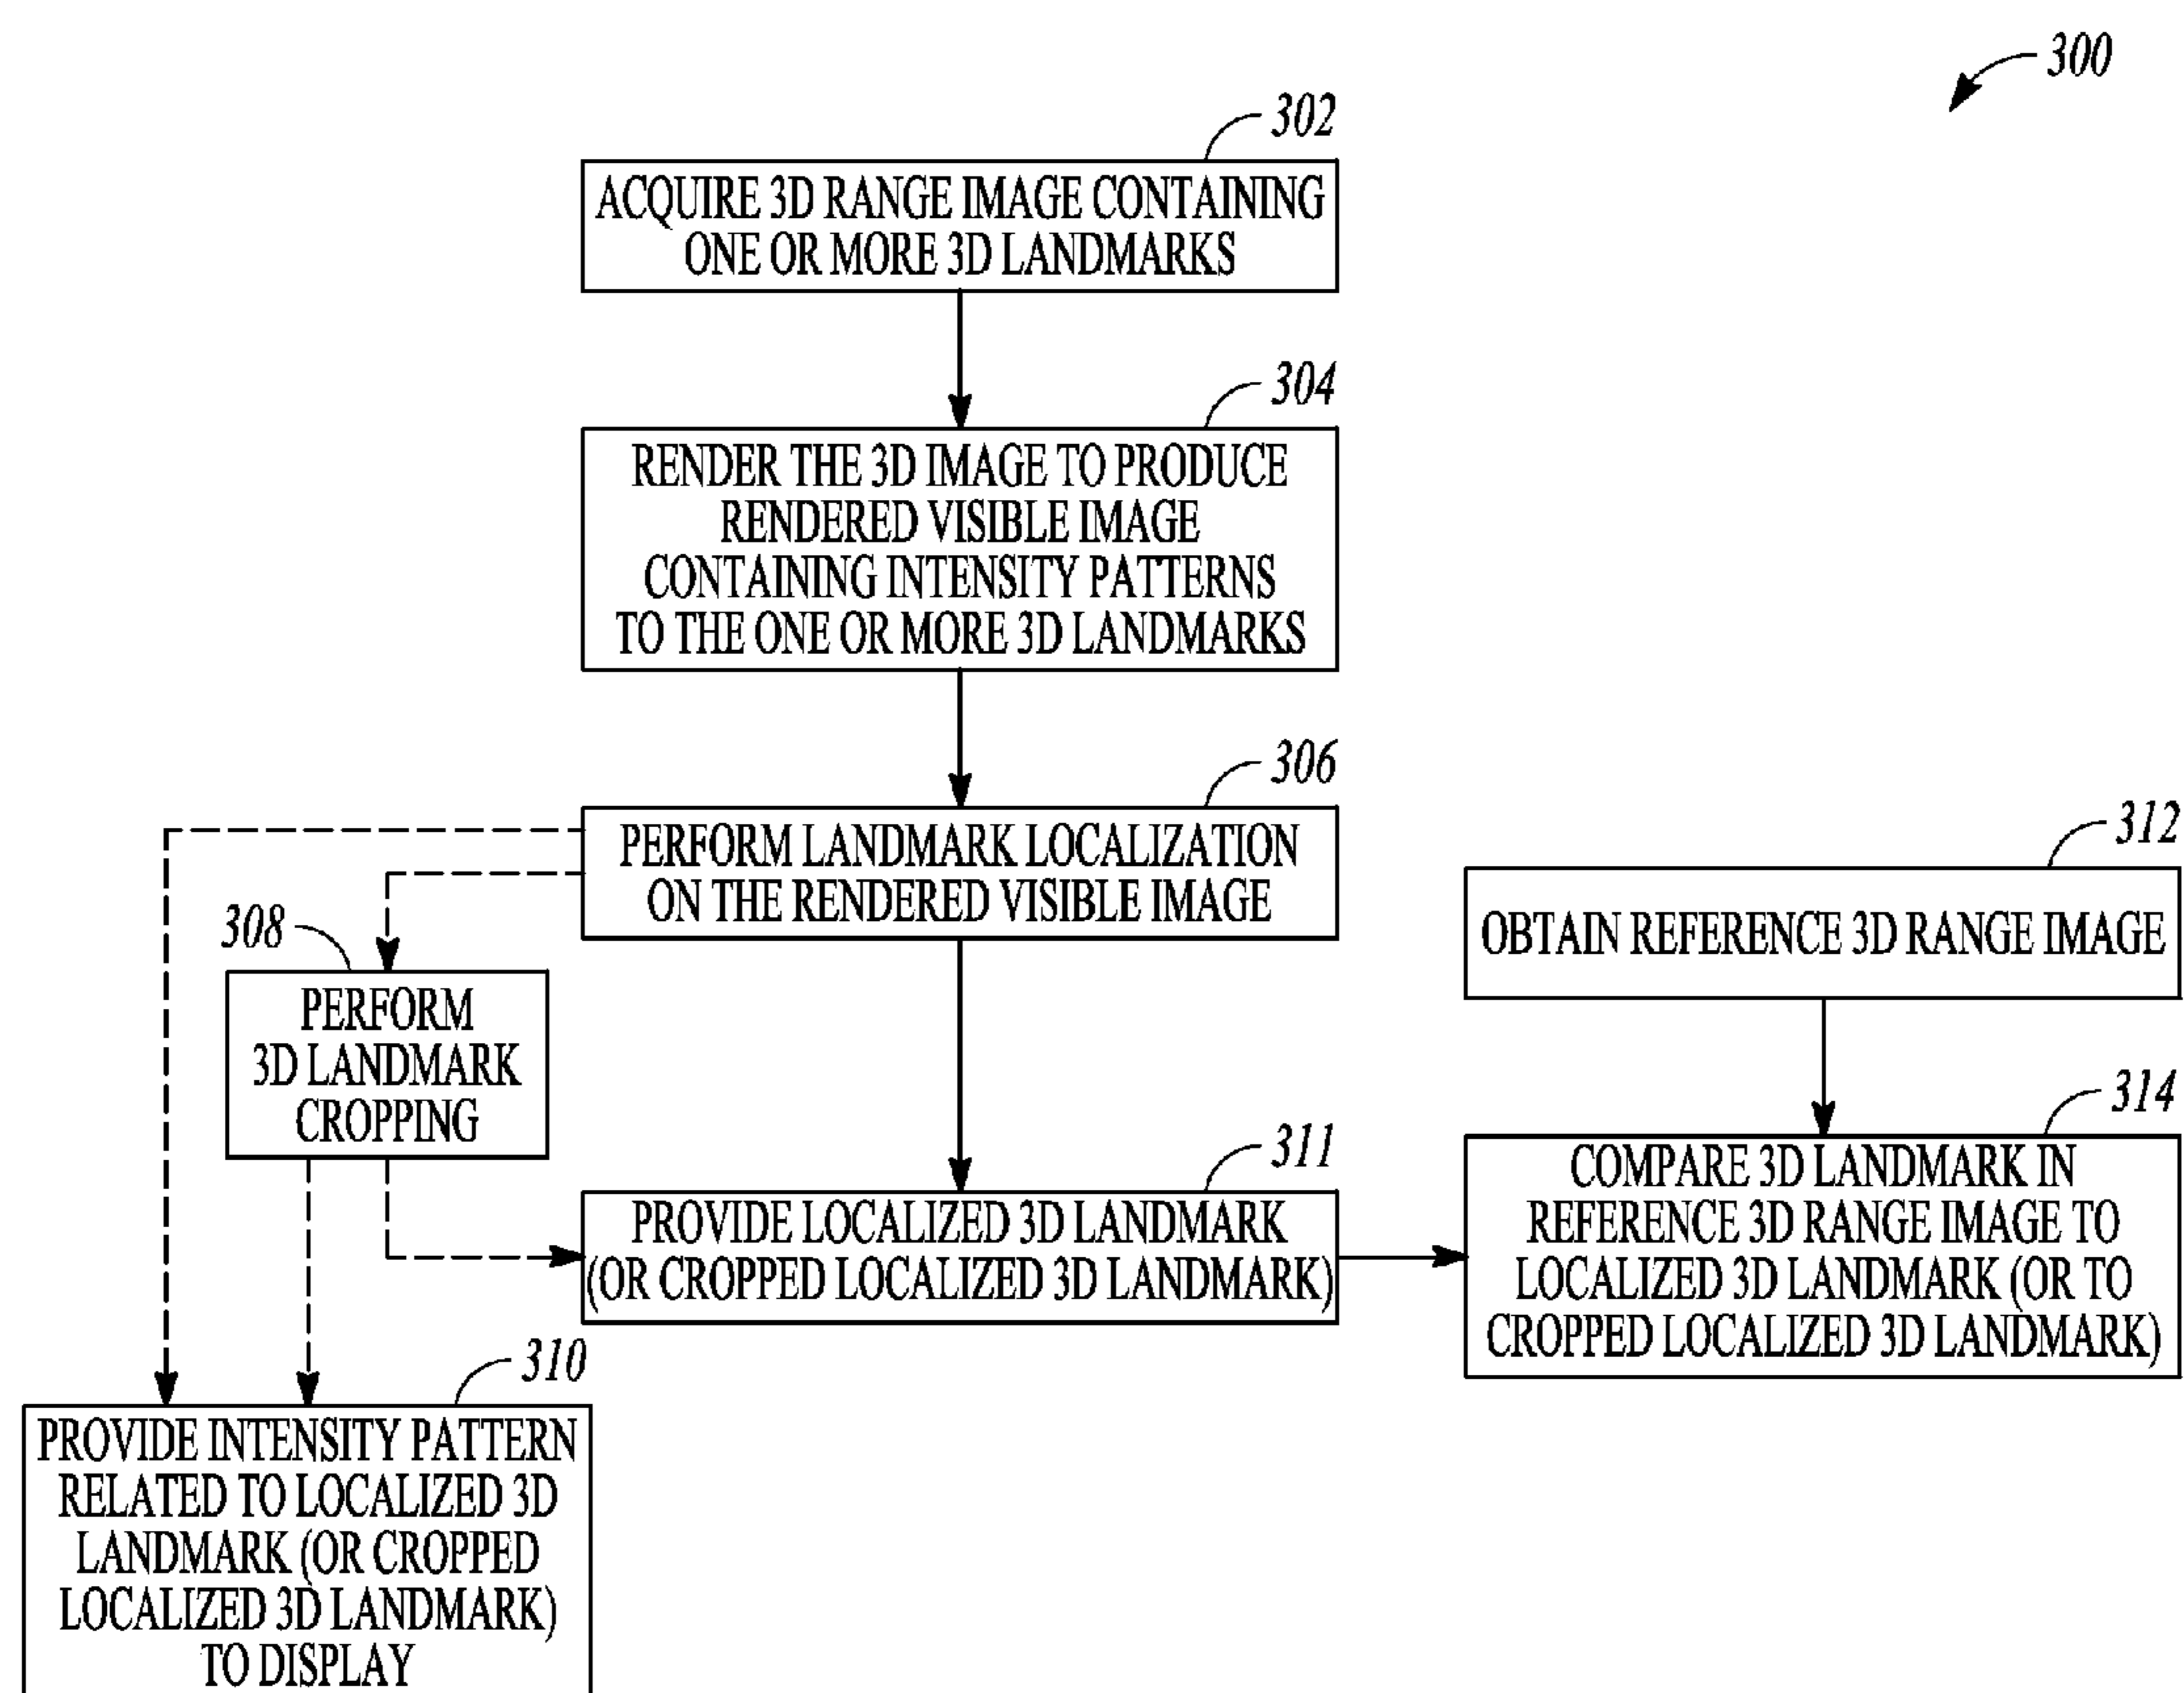 300
302
ACQUIRE 3D RANGE IMAGE CONTAINING
ONE OR MORE 3D LANDMARKS
304
RENDER THE 3D IMAGE TO PRODUCE
RENDERED VISIBLE IMAGE
CONTAINING INTENSITY PATTERNS
TO THE ONE OR MORE 3D LANDMARKS
306
PERFORM LANDMARK LOCALIZATION
ON THE RENDERED VISIBLE IMAGE
308
PERFORM
3D LANDMARK
CROPPING
310
PROVIDE INTENSITY PATTERN
RELATED TO LOCALIZED 3D
LANDMARK (OR CROPPED
LOCALIZED 3D LANDMARK)
TO DISPLAY
311
PROVIDE LOCALIZED 3D LANDMARK
(OR CROPPED LOCALIZED 3D LANDMARK)
312
OBTAIN REFERENCE 3D RANGE IMAGE
314
COMPARE 3D LANDMARK IN
REFERENCE 3D RANGE IMAGE TO
LOCALIZED 3D LANDMARK (OR TO
CROPPED LOCALIZED 3D LANDMARK)